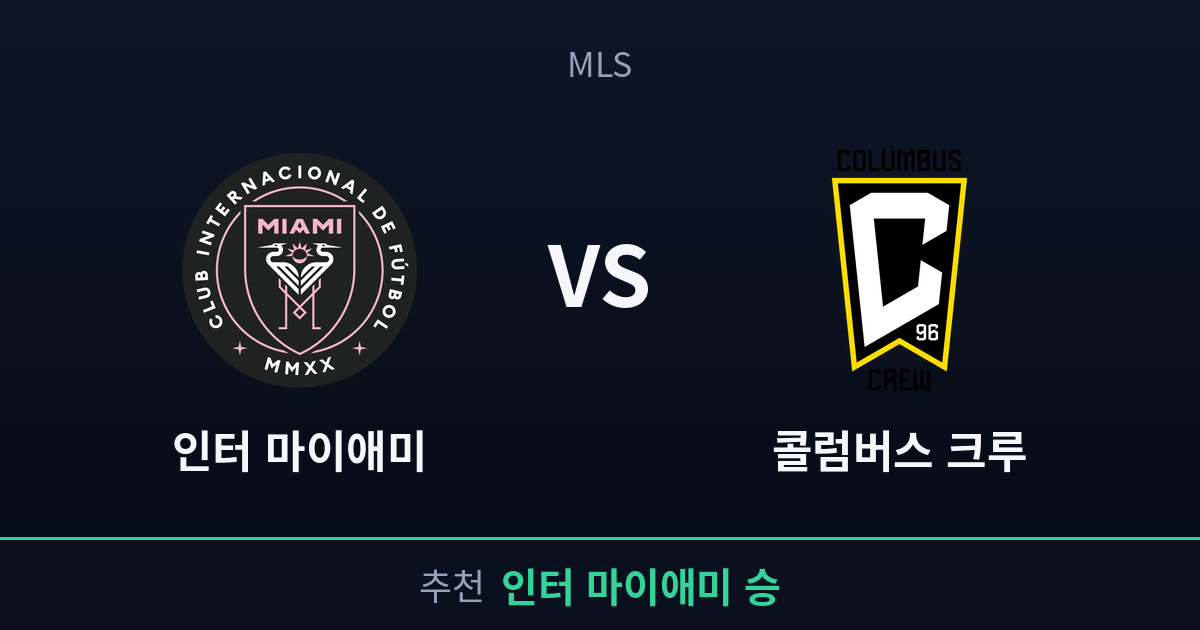 MLS
CLUB INTERNACIONAL DE FÚTBOL
MIAMI
MMXX
VS
COLUMBUS
96
CREW
인터 마이애미
콜럼버스 크루
추천 인터 마이애미 승